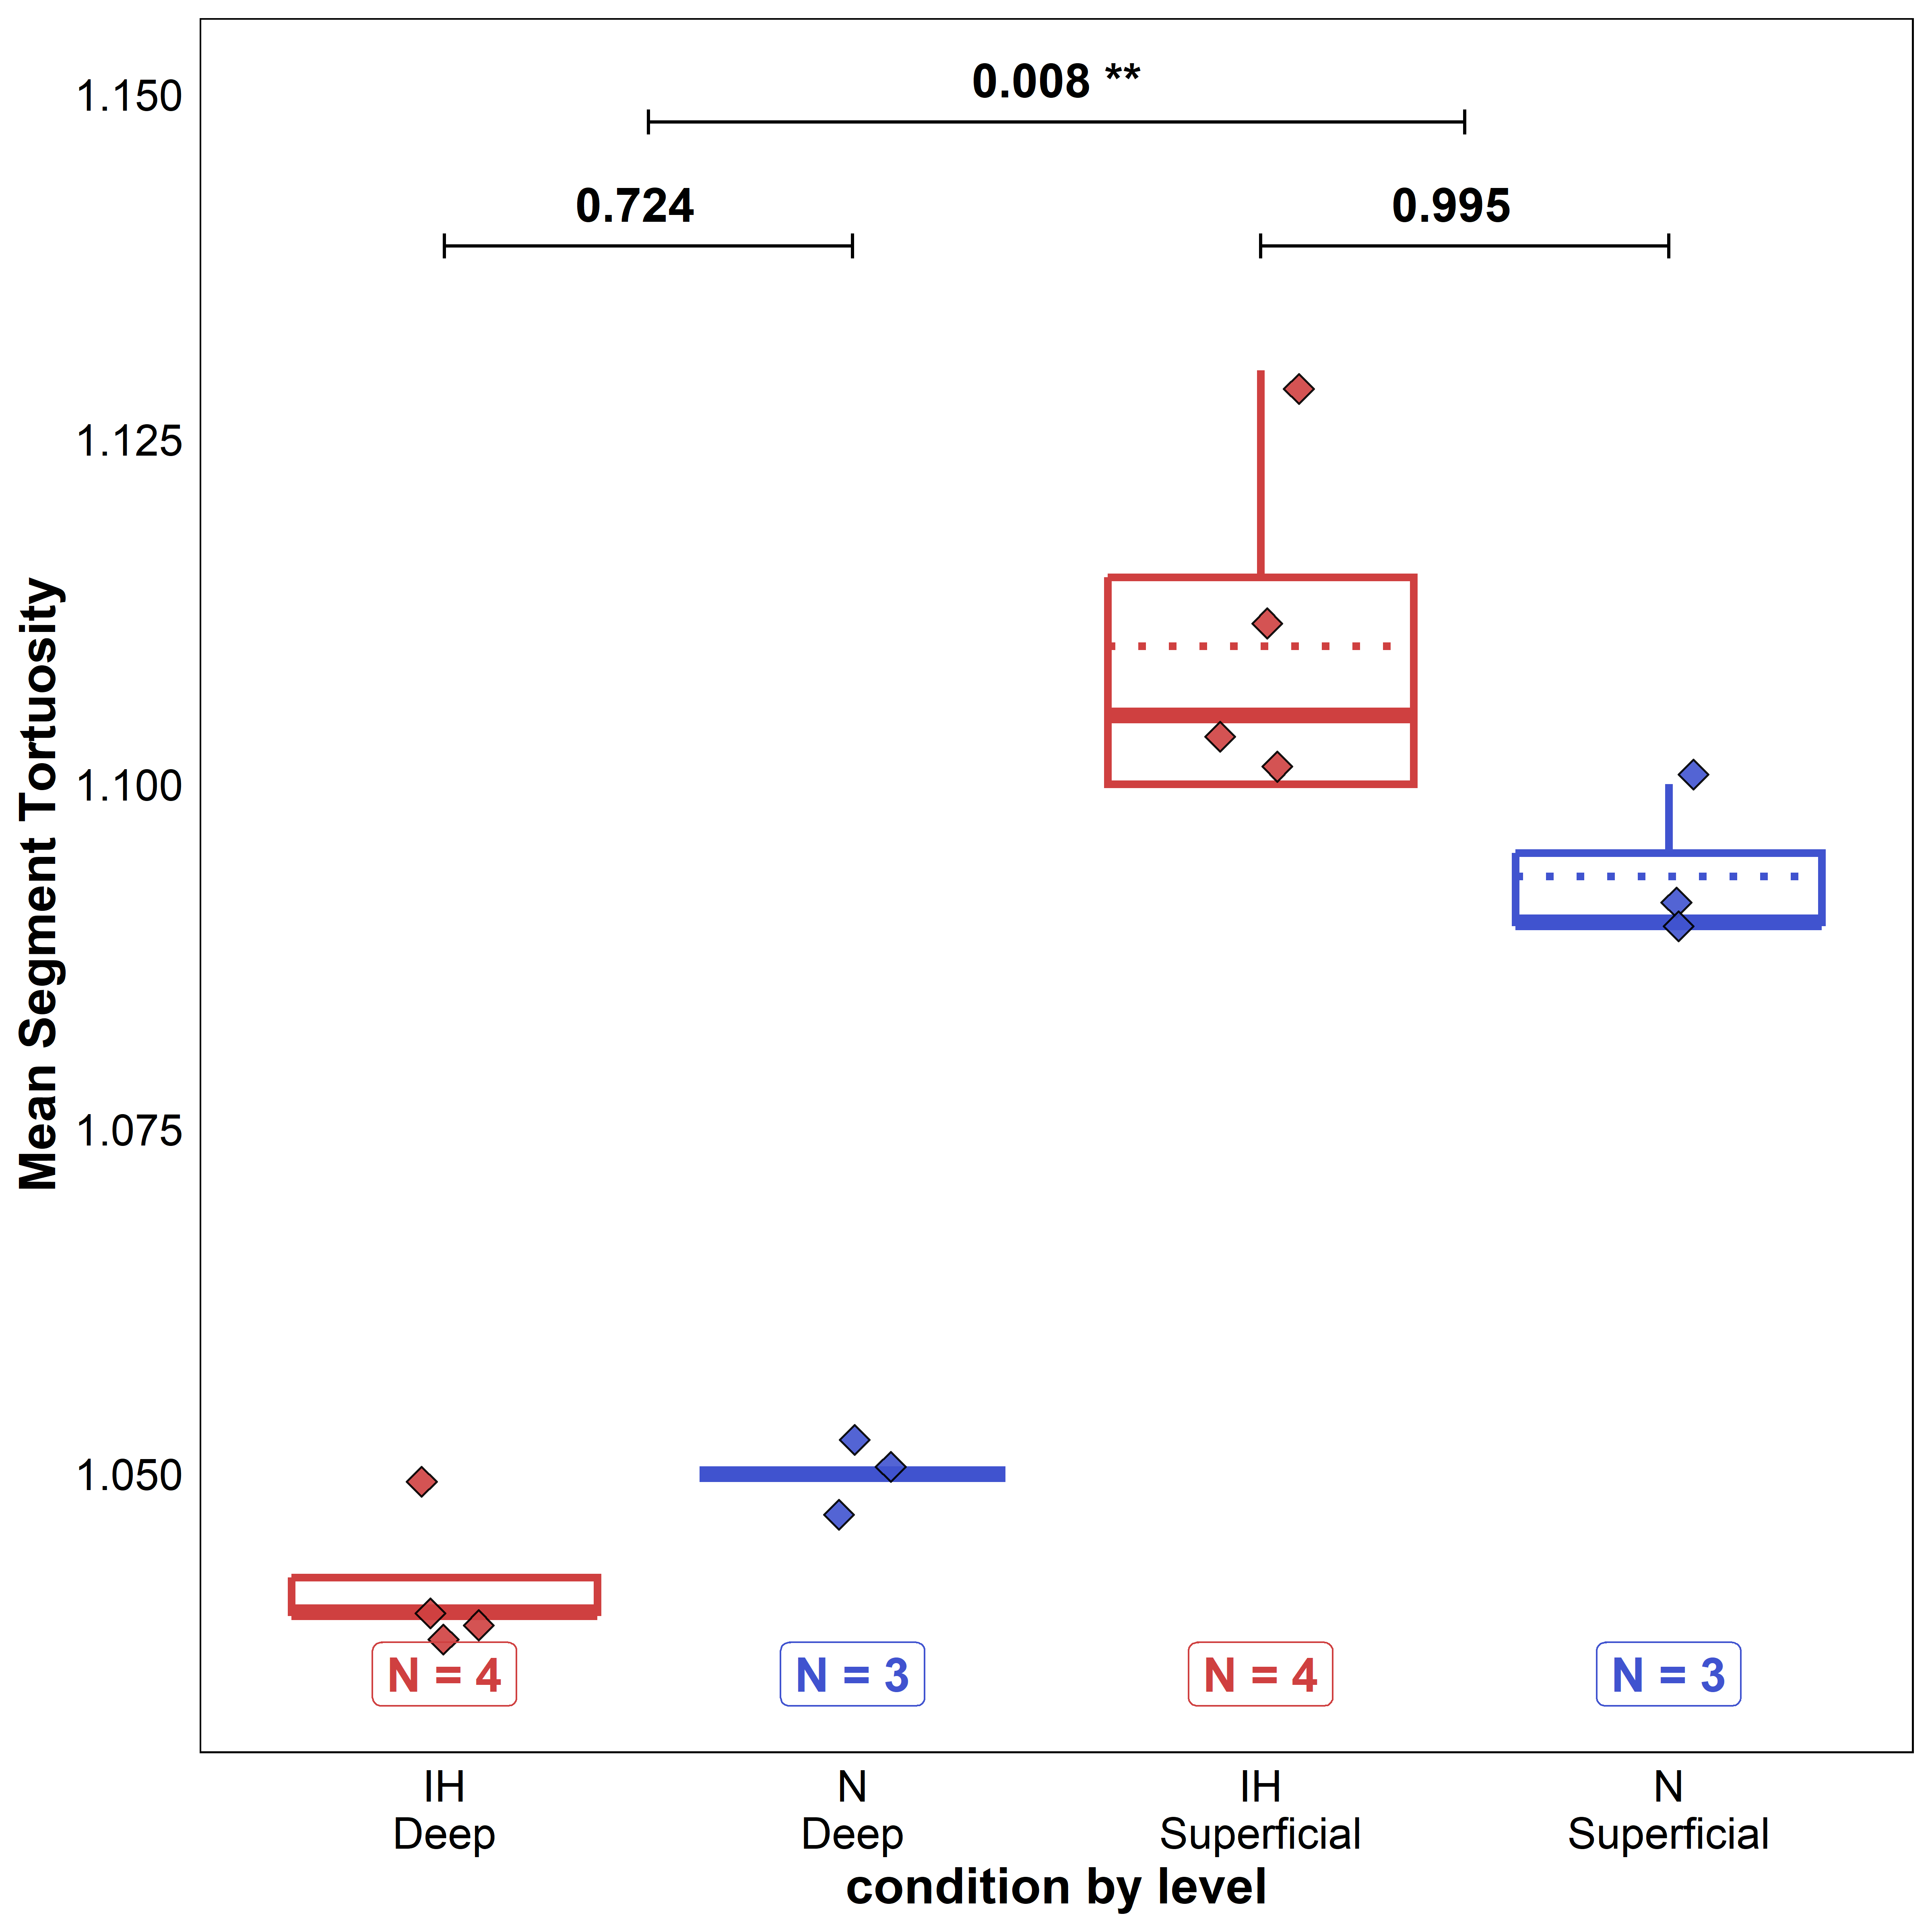 0.008 **
0.724
0.995
1.150
1.125
1.100
1.075
1.050
Mean Segment Tortuosity
N = 4
N = 3
N = 4
N = 3
IH
Deep
N
Deep
IH
Superficial
N
Superficial
condition by level